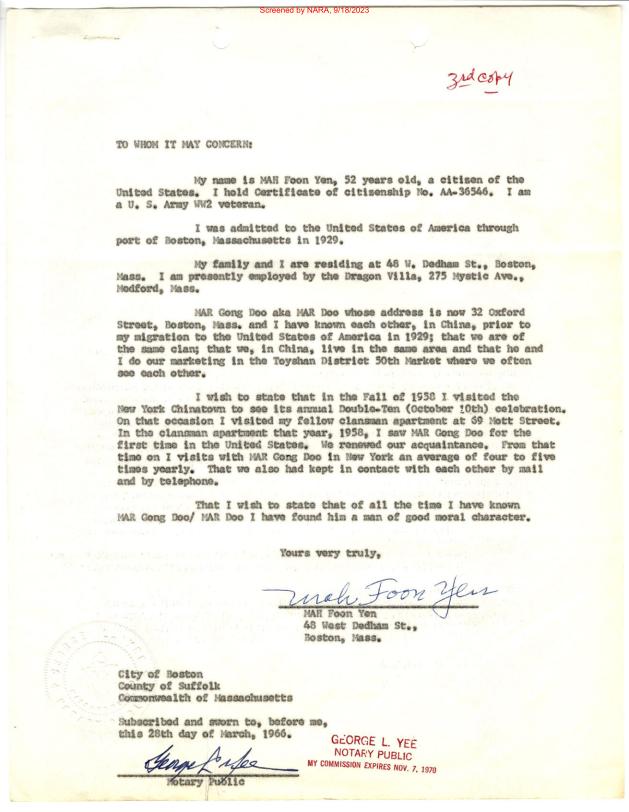 Screened by NARA, 9/18/2023
3rd copy
TO WHOM IT MAY CONCERN:
My name is MAH Foon Yen, 52 years old, a citizen of the
United States. I hold Certificate of citizenship No. AA-36546. I am
a U. S. Army WW2 veteran.
I was admitted to the United States of America through
port of Boston, Massachusetts in 1929.
My family and I are residing at 48 W. Dedham St., Boston,
Mass. I am presently employed by the Dragon Villa, 275 Mystic Ave.,
Medford, Mass.
MAR Gong Doo aka MAR Doo whose address is now 32 Oxford
Street, Boston, Mass. and I have known each other, in China, prior to
my migration to the United States of America in 1929; that we are of
the same clan; that we, in China, live in the same area and that he and
I do our marketing in the Toyshan District 50th Market where we often
see each other.
I wish to state that in the Fall of 1958 I visited the
New York Chinatown to see its annual Double-Ten (October 10th) celebration.
On that occasion I visited my fellow clansman apartment at 69 Mott Street.
In the clansman apartment that year, 1958, I saw MAR Gong Doo for the
first time in the United States. We renewed our acquaintance. From that
time on I visits with MAR Gong Doo in New York an average of four to five
times yearly. That we also had kept in contact with each other by mail
and by telephone.
That I wish to state that of all the time I have known
MAR Gong Doo/ MAR Doo I have found him a man of good moral character.
Yours very truly,
Mah Foon Yen
MAH Foon Yen
48 West Dedham St.,
Boston, Mass.
City of Boston
County of Suffolk
Commonwealth of Massachusetts
Subscribed and sworn to, before me,
this 28th day of March, 1966.
GEORGE L. YEE
NOTARY PUBLIC
MY COMMISSION EXPIRES NOV. 7, 1970
George L. Yee
Notary Public